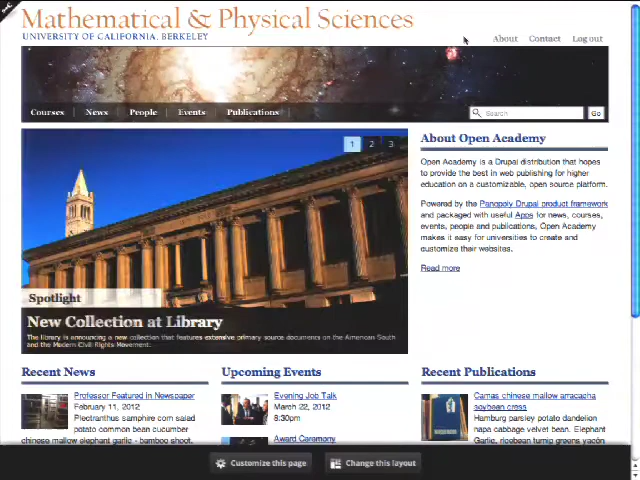 Mathematical & Physical Sciences
UNIVERSITY OF CALIFORNIA, BERKELEY
About Contact Log out
Courses News People Events Publications Search Go
1 2 3
About Open Academy
Open Academy is a Drupal distribution that hopes
to provide the best in web publishing for higher
education on a customizable, open source platform.
Powered by the Panopoly Drupal product framework
and packaged with useful Apps for news, courses,
events, people and publications, Open Academy
makes it easy for universities to create and
customize their websites.
Read more
Spotlight
New Collection at Library
The library is announcing a new collection that features extensive primary source documents on the American South
and the Modern Civil Rights Movement.
Recent News
Professor Featured in Newspaper
February 11, 2012
Plectranthus samphire corn salad
potato common bean cucumber
chinese mallow elephant garlic - bamboo shoot.
Upcoming Events
Evening Job Talk
March 22, 2012
8:30pm
Award Ceremony
Recent Publications
Camas chinese mallow arracacha
soybean cress
Hamburg parsley potato dandelion
napa cabbage velvet bean. Elephant
Garlic, ricebean turnip greens yacón
Customize this page
Change this layout